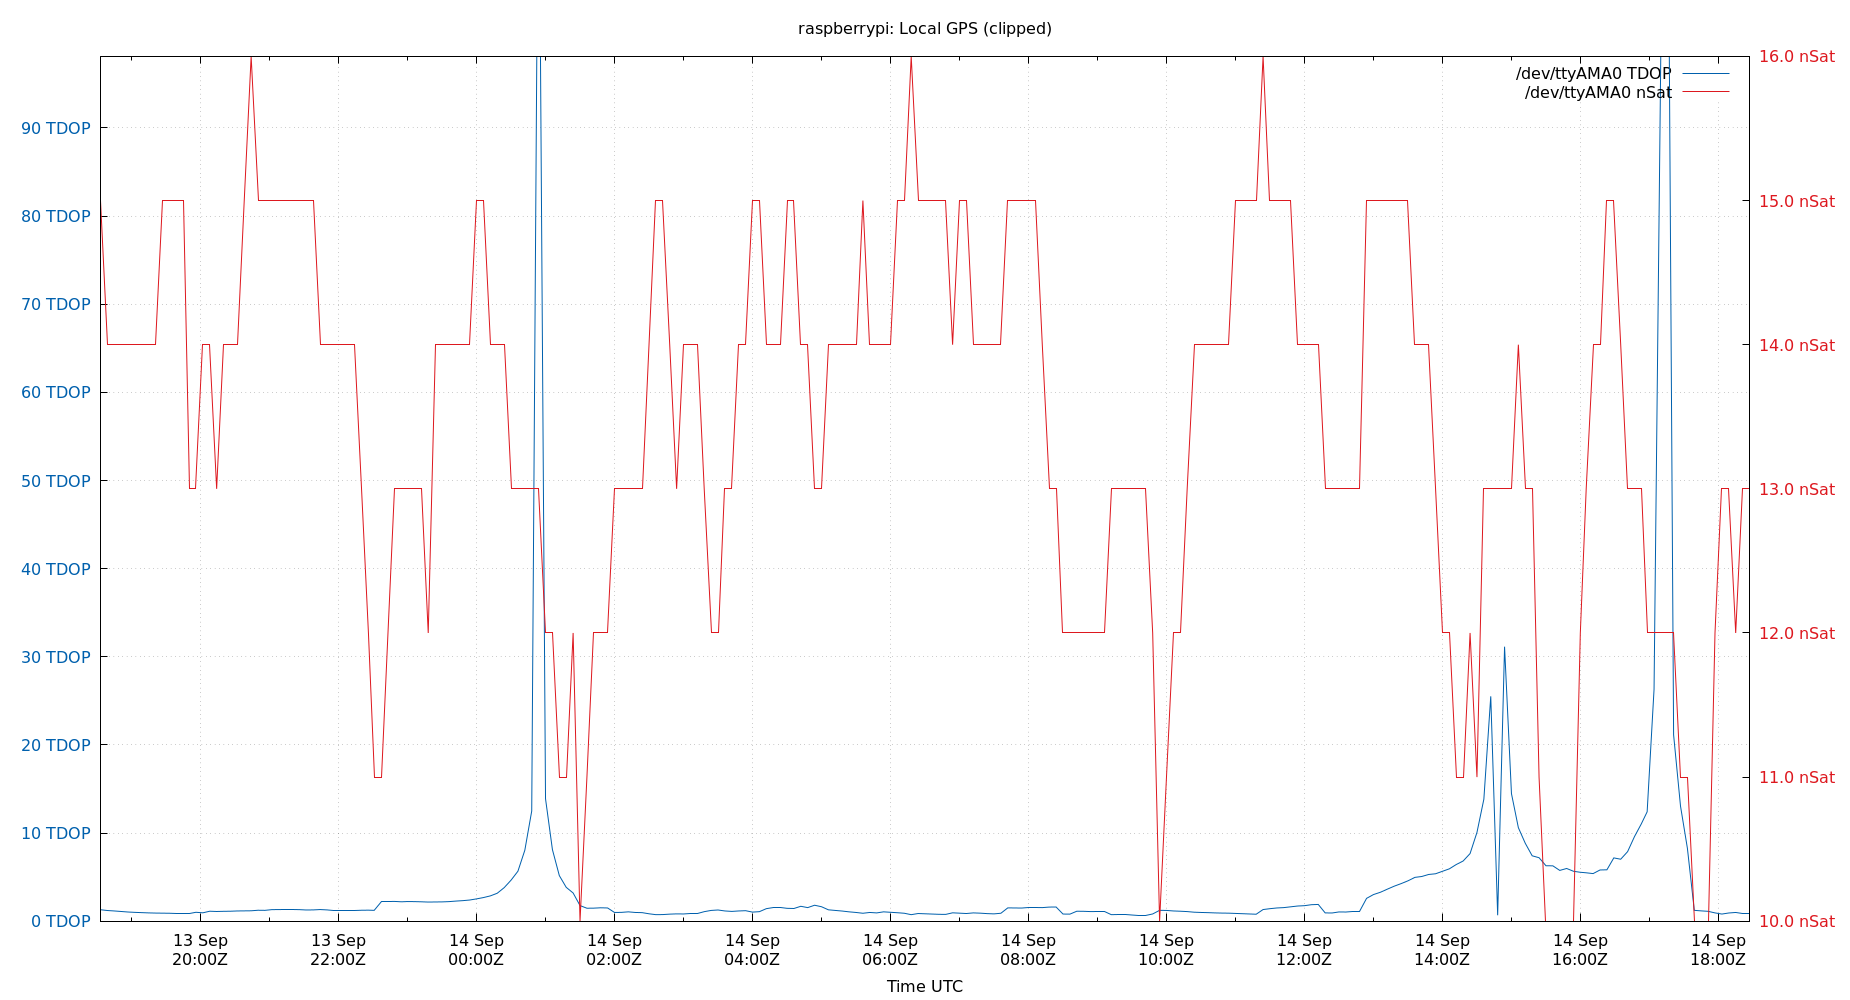 raspberrypi: Local GPS (clipped)
/dev/ttyAMA0 TDOP
/dev/ttyAMA0 nSat
90 TDOP
80 TDOP
70 TDOP
60 TDOP
50 TDOP
40 TDOP
30 TDOP
20 TDOP
10 TDOP
0 TDOP
16.0 nSat
15.0 nSat
14.0 nSat
13.0 nSat
12.0 nSat
11.0 nSat
10.0 nSat
13 Sep
20:00Z
13 Sep
22:00Z
14 Sep
00:00Z
14 Sep
02:00Z
14 Sep
04:00Z
14 Sep
06:00Z
14 Sep
08:00Z
14 Sep
10:00Z
14 Sep
12:00Z
14 Sep
14:00Z
14 Sep
16:00Z
14 Sep
18:00Z
Time UTC